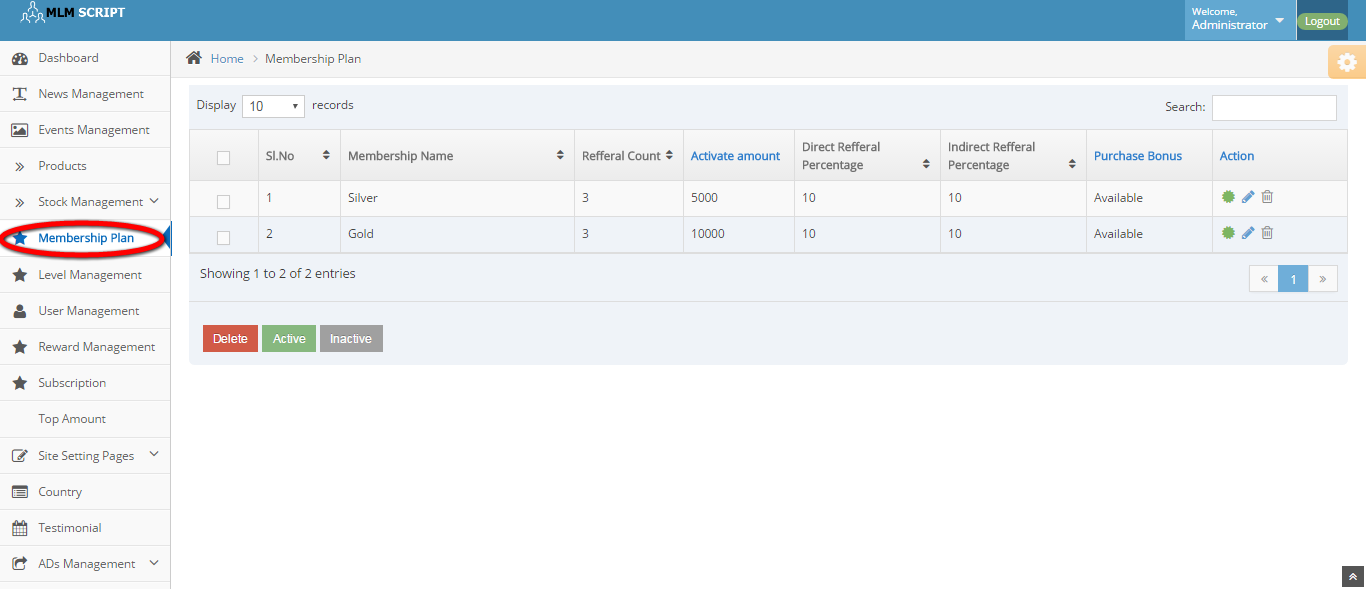 MLM SCRIPT
Welcome,
Administrator
Logout
Dashboard
News Management
Events Management
Products
Stock Management
Membership Plan
Level Management
User Management
Reward Management
Subscription
Top Amount
Site Setting Pages
Country
Testimonial
ADs Management
Home > Membership Plan
Display 10 records
Search:
Sl.No Membership Name Refferal Count Activate amount Direct Refferal Percentage Indirect Refferal Percentage Purchase Bonus Action
1 Silver 3 5000 10 10 Available
2 Gold 3 10000 10 10 Available
Showing 1 to 2 of 2 entries
« 1 »
Delete Active Inactive